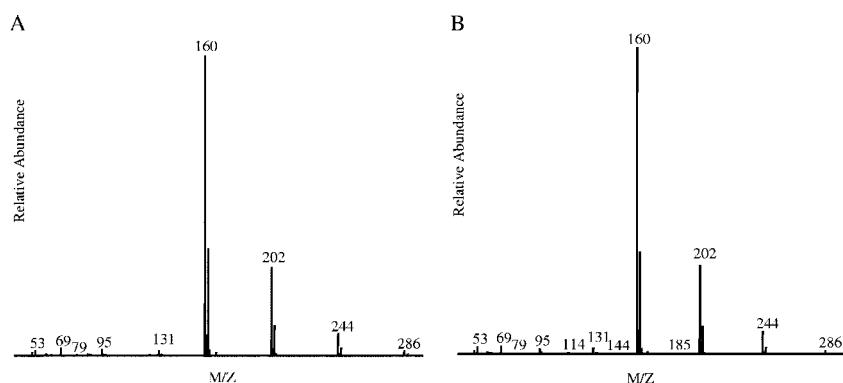 A
160
Relative Abundance
202
244
53 69 79 95 131 286
M/Z
B
160
Relative Abundance
202
244
53 69 79 95 114 131 144 185 286
M/Z